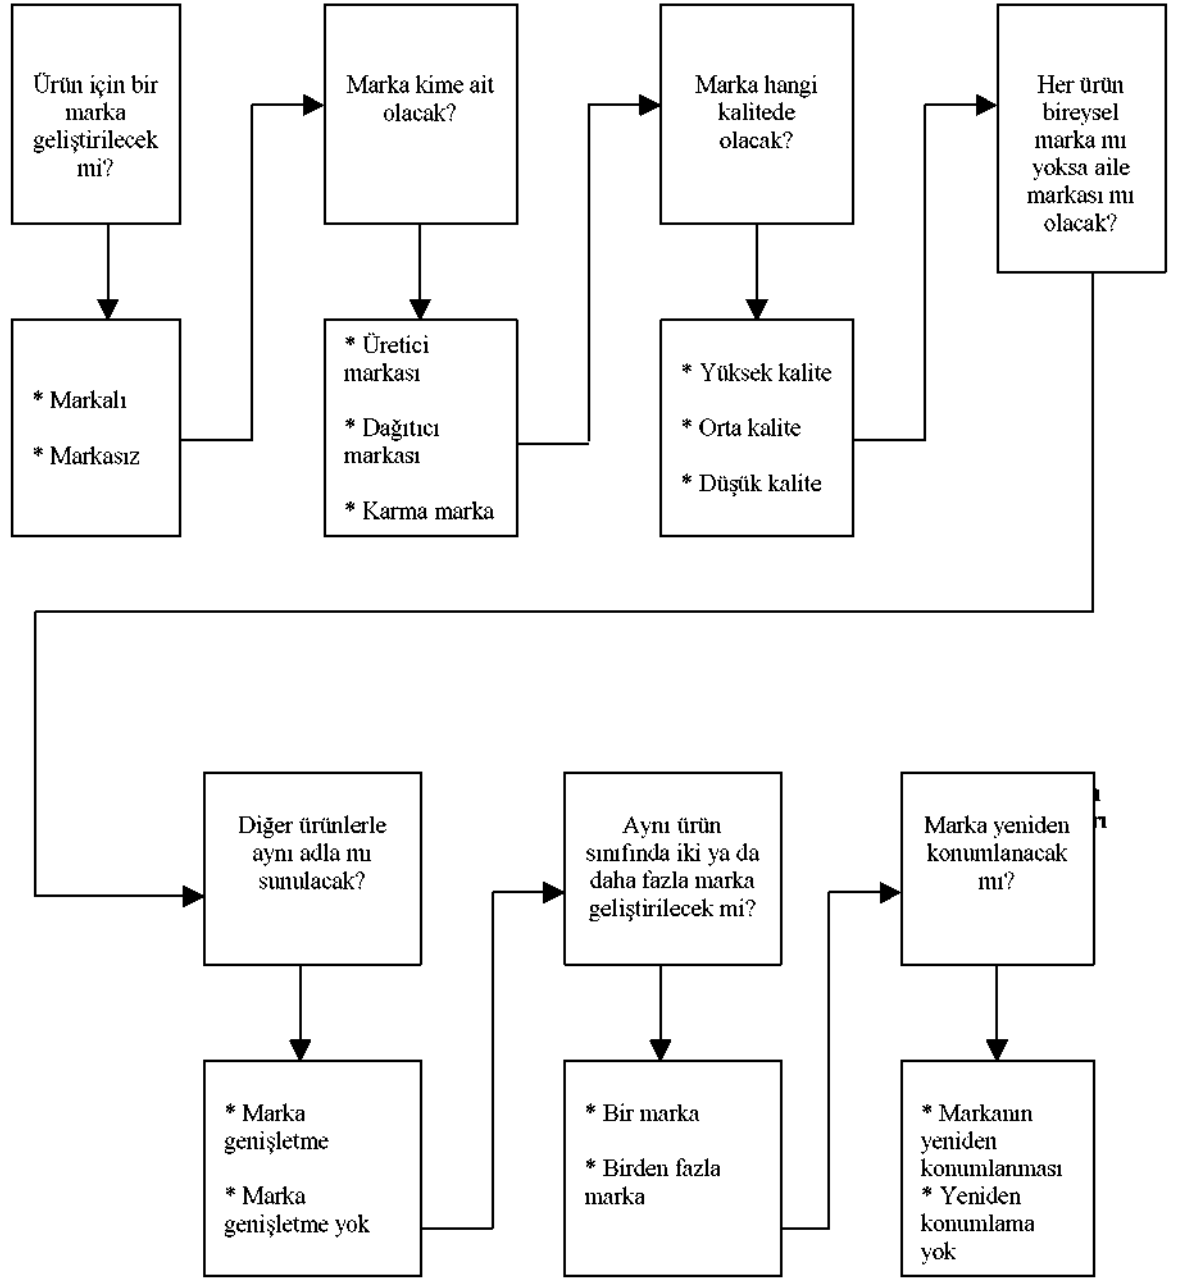 Ürün için bir
marka
geliştirilecek
mi?
Marka kime ait
olacak?
Marka hangi
kalitede
olacak?
Her ürün
bireysel
marka mı
yoksa aile
markası mı
olacak?
* Markalı
* Markasız
* Üretici
markası
* Dağıtıcı
markası
* Karma marka
* Yüksek kalite
* Orta kalite
* Düşük kalite
Diğer ürünlerle
aynı adla mı
sunulacak?
Aynı ürün
sınıfında iki ya da
daha fazla marka
geliştirilecek mi?
Marka yeniden
konumlanacak
mı?
* Marka
genişletme
* Marka
genişletme yok
* Bir marka
* Birden fazla
marka
* Markanın
yeniden
konumlanması
* Yeniden
konumlama
yok